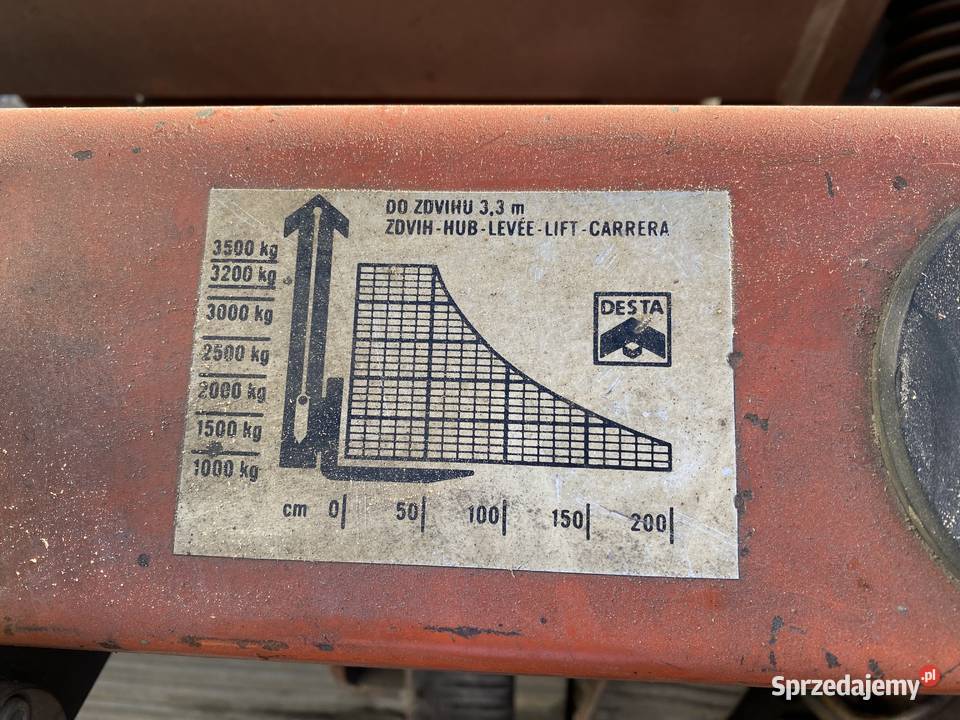 DO ZDVIHU 3,3 m
ZDVIH-HUB-LEVÉE-LIFT-CARRERA
3500 kg
3200 kg
3000 kg
2500 kg
2000 kg
1500 kg
1000 kg
DESTA
cm 0 50 100 150 200
Sprzedajemy.pl